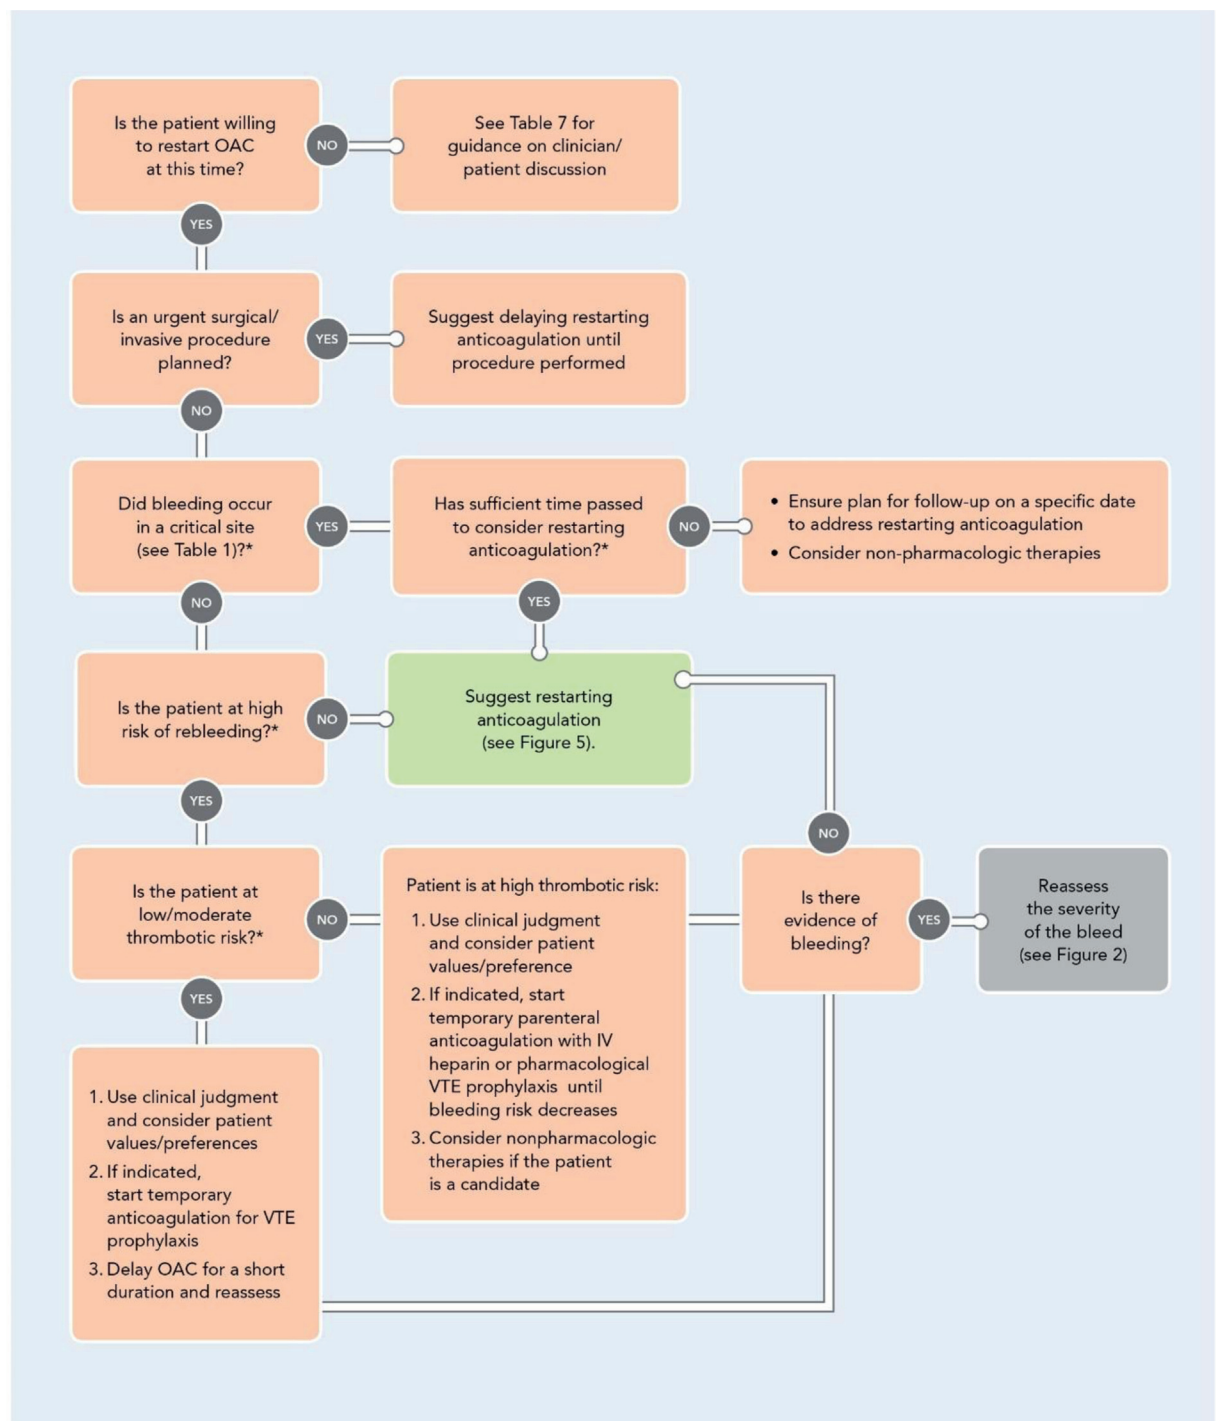 Is the patient willing
to restart OAC
at this time?
NO
See Table 7 for
guidance on clinician/
patient discussion
YES
Is an urgent surgical/
invasive procedure
planned?
YES
Suggest delaying restarting
anticoagulation until
procedure performed
NO
Did bleeding occur
in a critical site
(see Table 1)?*
YES
Has sufficient time passed
to consider restarting
anticoagulation?*
NO
• Ensure plan for follow-up on a specific date
to address restarting anticoagulation
• Consider non-pharmacologic therapies
NO
YES
Is the patient at high
risk of rebleeding?*
NO
Suggest restarting
anticoagulation
(see Figure 5).
YES
NO
Is the patient at
low/moderate
thrombotic risk?*
NO
Patient is at high thrombotic risk:
1. Use clinical judgment
and consider patient
values/preference
2. If indicated, start
temporary parenteral
anticoagulation with IV
heparin or pharmacological
VTE prophylaxis until
bleeding risk decreases
3. Consider nonpharmacologic
therapies if the patient
is a candidate
Is there
evidence of
bleeding?
YES
Reassess
the severity
of the bleed
(see Figure 2)
YES
1. Use clinical judgment
and consider patient
values/preferences
2. If indicated,
start temporary
anticoagulation for VTE
prophylaxis
3. Delay OAC for a short
duration and reassess